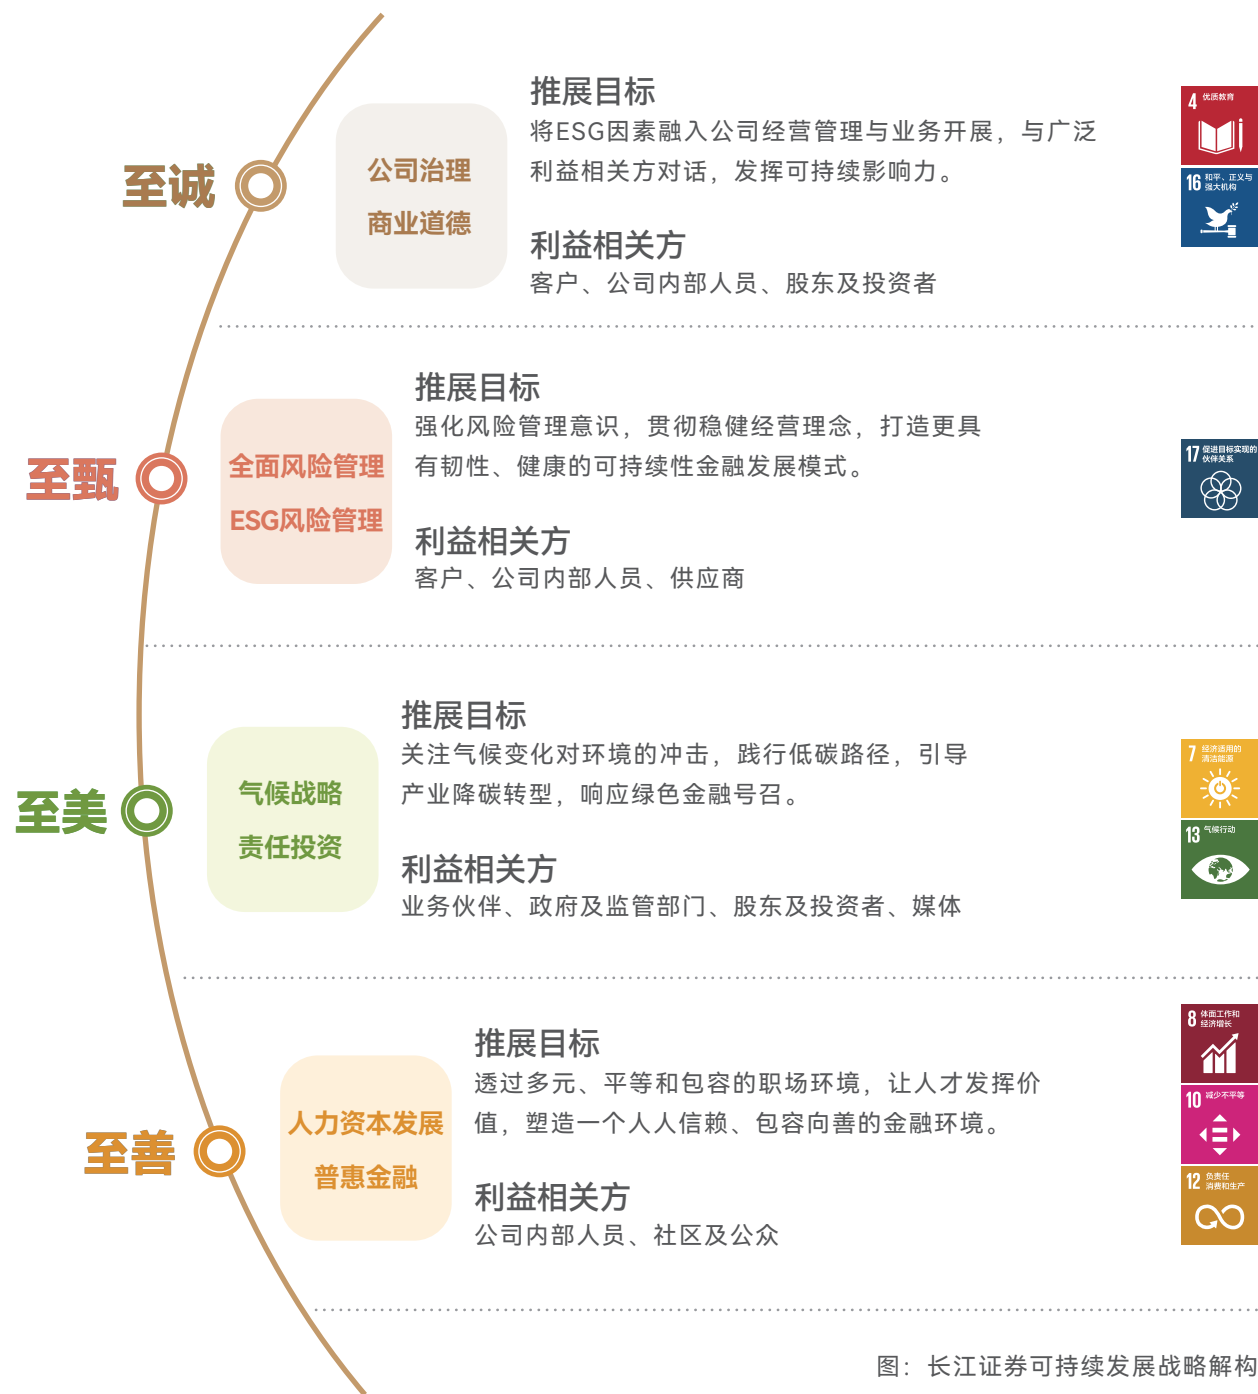 至诚
公司治理
商业道德
推展目标
将ESG因素融入公司经营管理与业务开展，与广泛
利益相关方对话，发挥可持续影响力。
利益相关方
客户、公司内部人员、股东及投资者
4 优质教育
16 和平、正义与
强大机构
至甄
全面风险管理
ESG风险管理
推展目标
强化风险管理意识，贯彻稳健经营理念，打造更具
有韧性、健康的可持续性金融发展模式。
利益相关方
客户、公司内部人员、供应商
17 促进目标实现的
伙伴关系
至美
气候战略
责任投资
推展目标
关注气候变化对环境的冲击，践行低碳路径，引导
产业降碳转型，响应绿色金融号召。
利益相关方
业务伙伴、政府及监管部门、股东及投资者、媒体
7 经济适用的
清洁能源
13 气候行动
至善
人力资本发展
普惠金融
推展目标
透过多元、平等和包容的职场环境，让人才发挥价
值，塑造一个人人信赖、包容向善的金融环境。
利益相关方
公司内部人员、社区及公众
8 体面工作和
经济增长
10 减少不平等
12 负责任
消费和生产
图：长江证券可持续发展战略解构